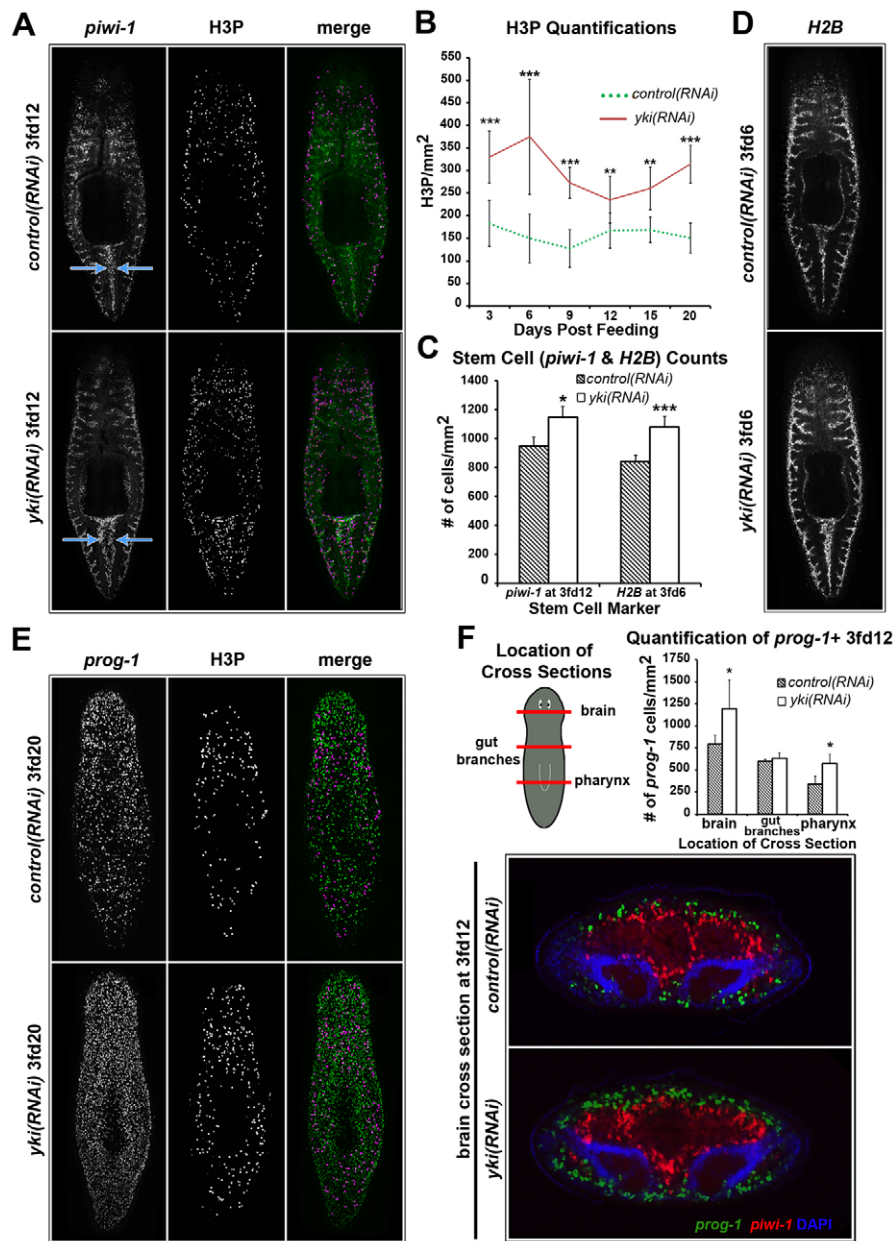 A
piwi-1 H3P merge
control(RNAi) 3fd12
yki(RNAi) 3fd12
B
H3P Quantifications
H3P/mm2
550
500
450
400
350
300
250
200
150
100
50
0
*** *** *** ** ** ***
control(RNAi)
yki(RNAi)
3 6 9 12 15 20
Days Post Feeding
C
Stem Cell (piwi-1 & H2B) Counts
control(RNAi)
yki(RNAi)
# of cells/mm2
1400
1200
1000
800
600
400
200
0
* ***
piwi-1 at 3fd12 H2B at 3fd6
Stem Cell Marker
D
H2B
control(RNAi) 3fd6
yki(RNAi) 3fd6
E
prog-1 H3P merge
control(RNAi) 3fd20
yki(RNAi) 3fd20
F
Location of
Cross Sections
brain
gut
branches
pharynx
Quantification of prog-1+ 3fd12
# of prog-1 cells/mm2
1750
1500
1250
1000
750
500
250
0
* *
control(RNAi)
yki(RNAi)
brain gut branches pharynx
Location of Cross Section
brain cross section at 3fd12
control(RNAi)
yki(RNAi)
prog-1 piwi-1 DAPI